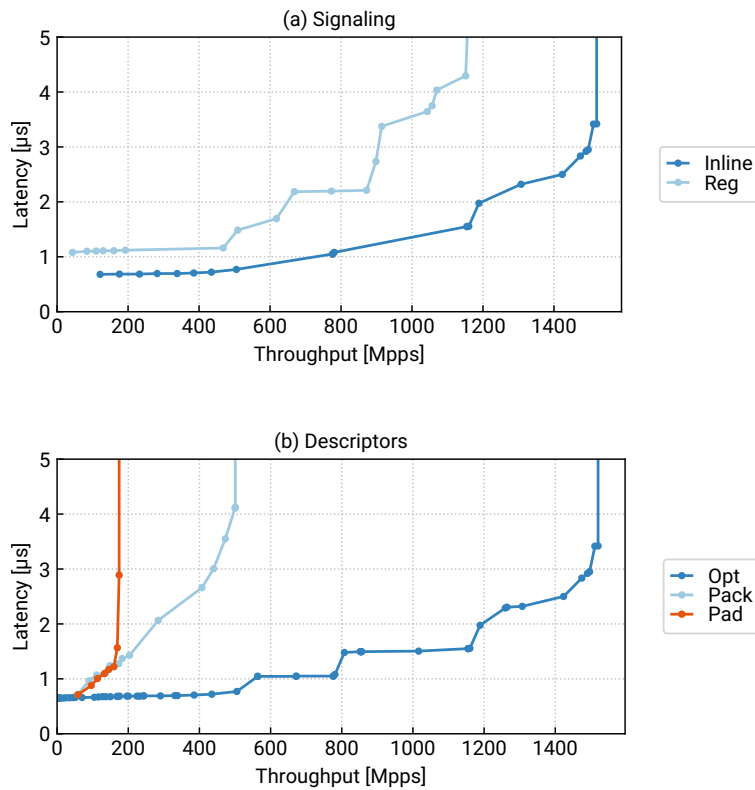 (a) Signaling
5
4
3
2
1
0
Latency [µs]
0 200 400 600 800 1000 1200 1400
Throughput [Mpps]
Inline
Reg
(b) Descriptors
5
4
3
2
1
0
Latency [µs]
0 200 400 600 800 1000 1200 1400
Throughput [Mpps]
Opt
Pack
Pad